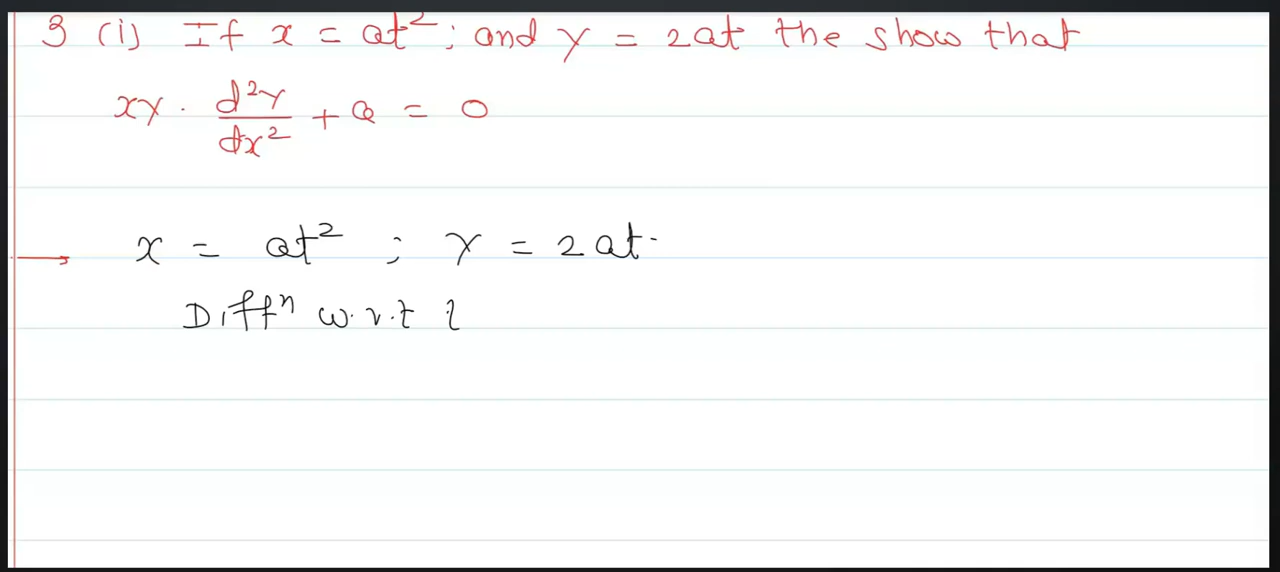 3 (i) If x = at²; and y = 2at the show that
xy · d²y/dx² + a = 0
x = at² ; y = 2at.
Diffⁿ w.r.t